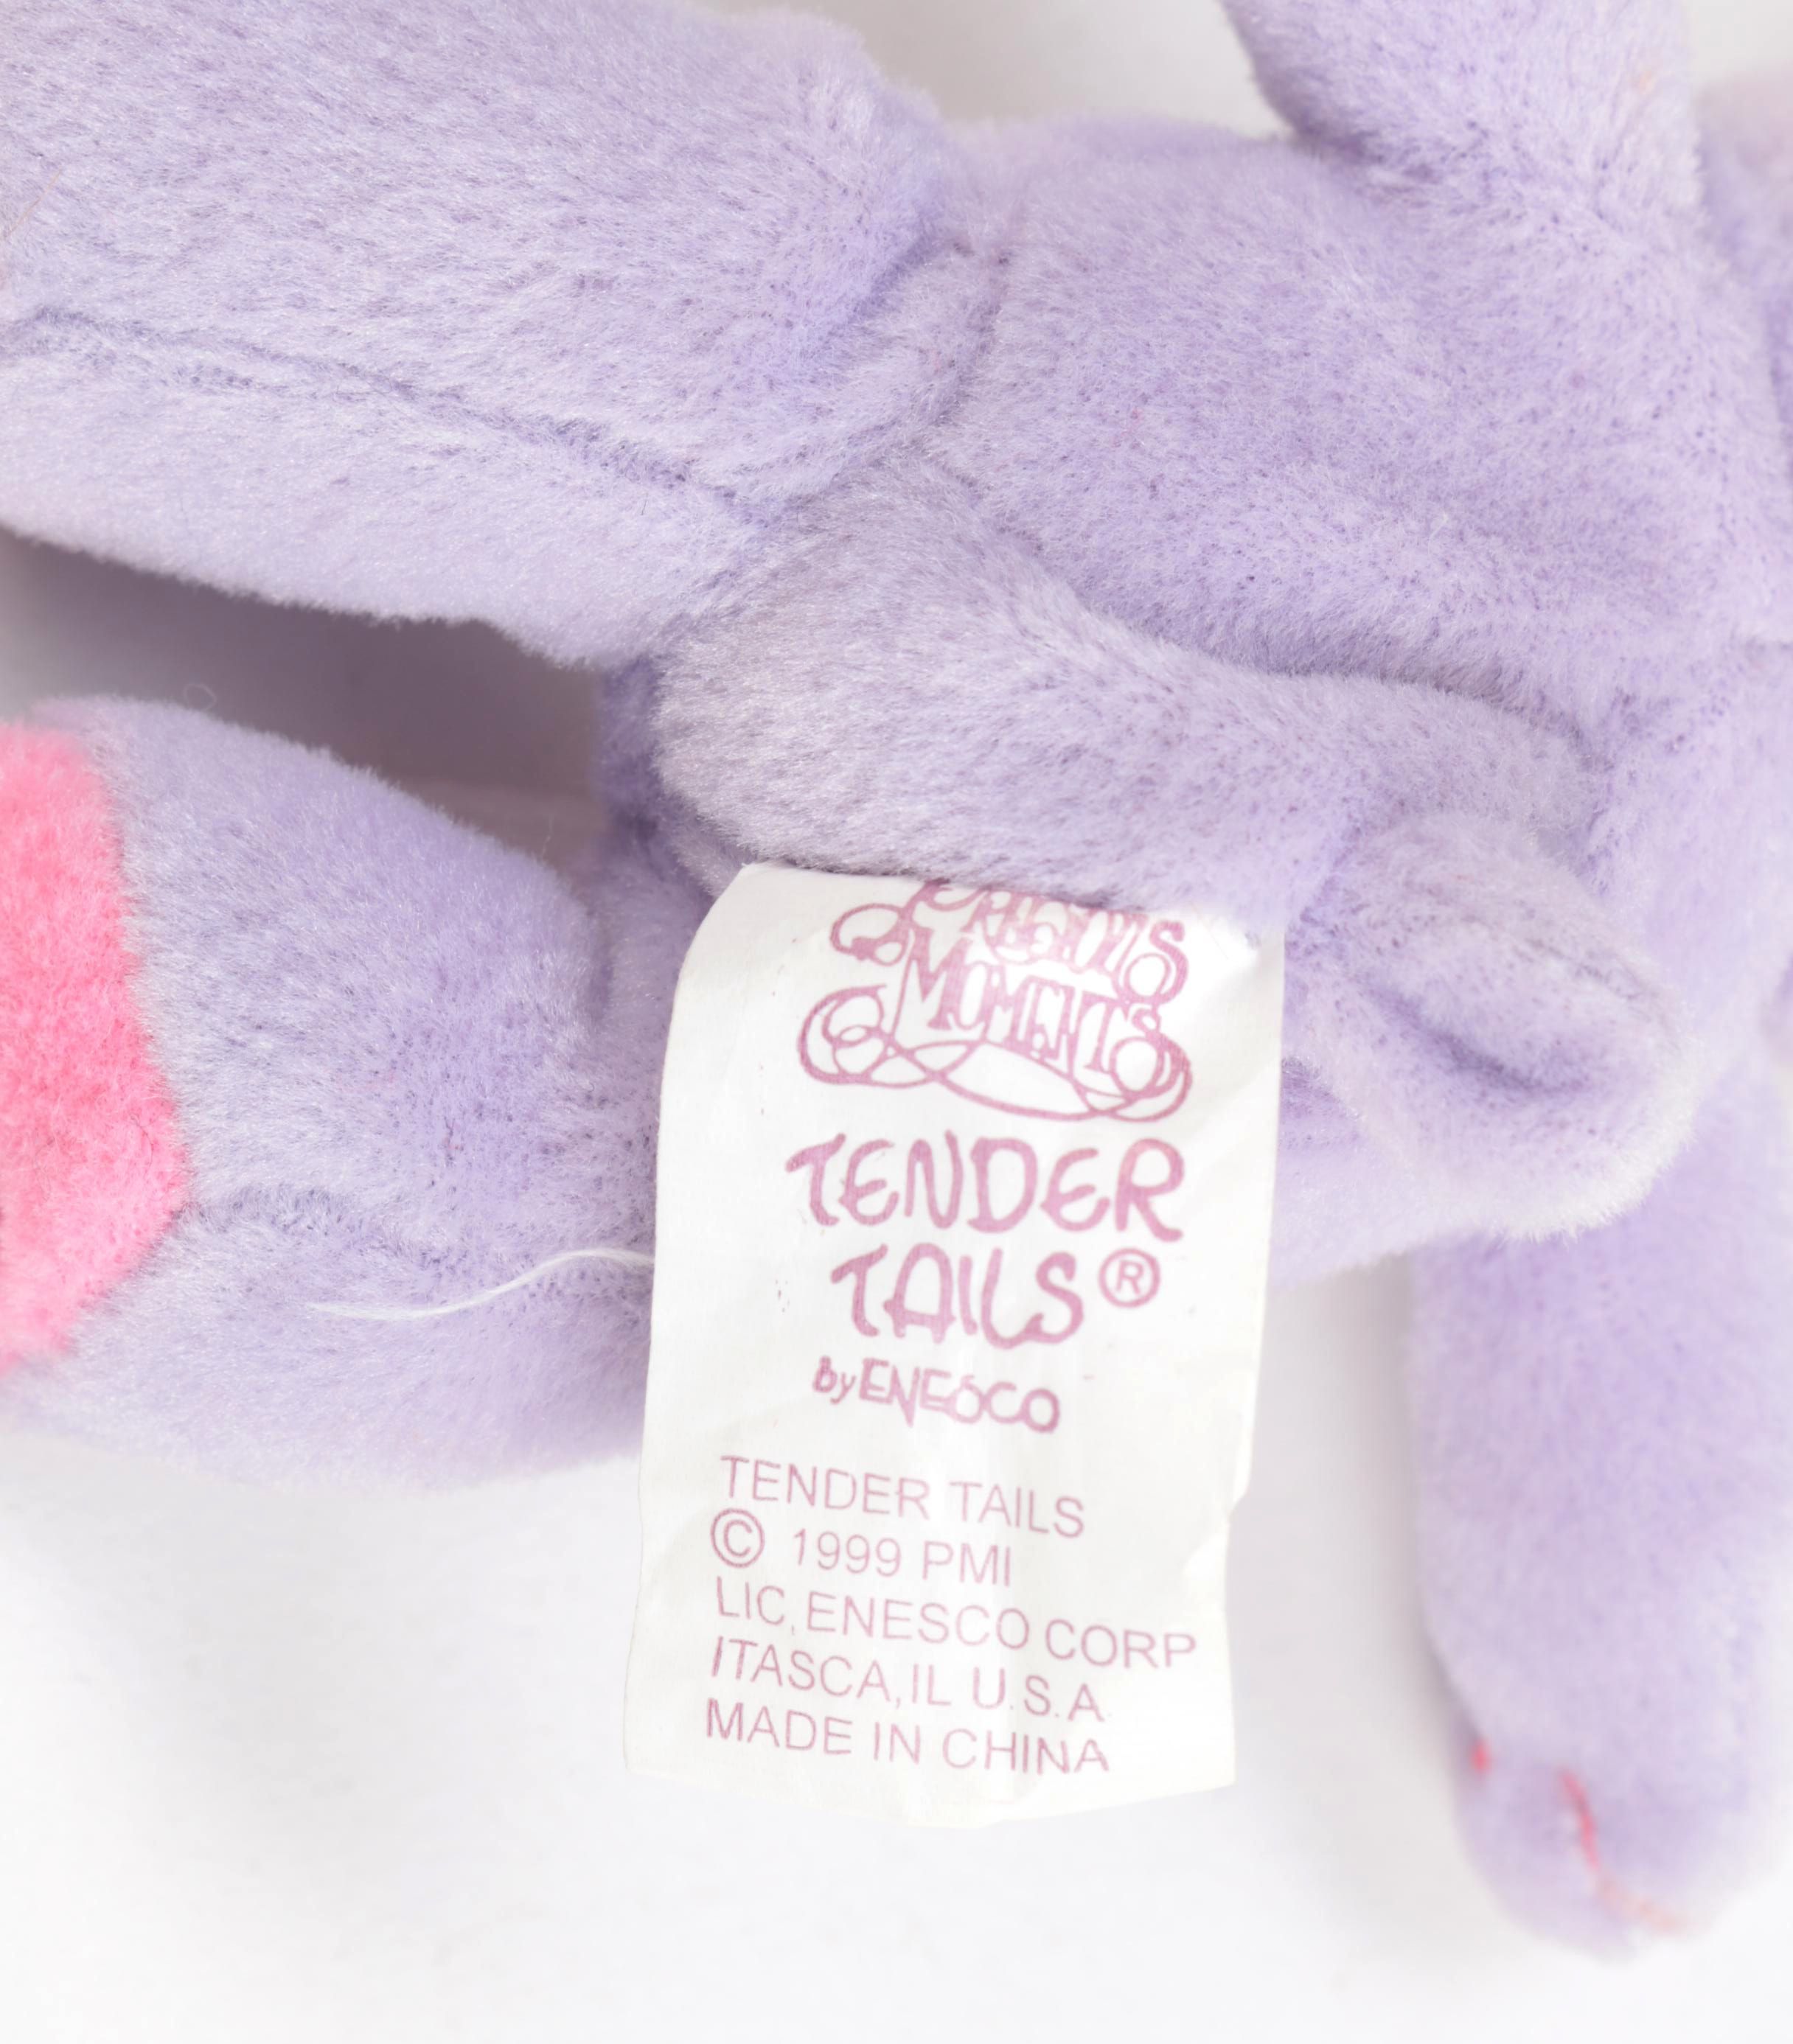 PRECIOUS
MOMENTS
TENDER
TAILS®
by ENESCO
TENDER TAILS
© 1999 PMI
LIC, ENESCO CORP
ITASCA, IL U.S.A.
MADE IN CHINA